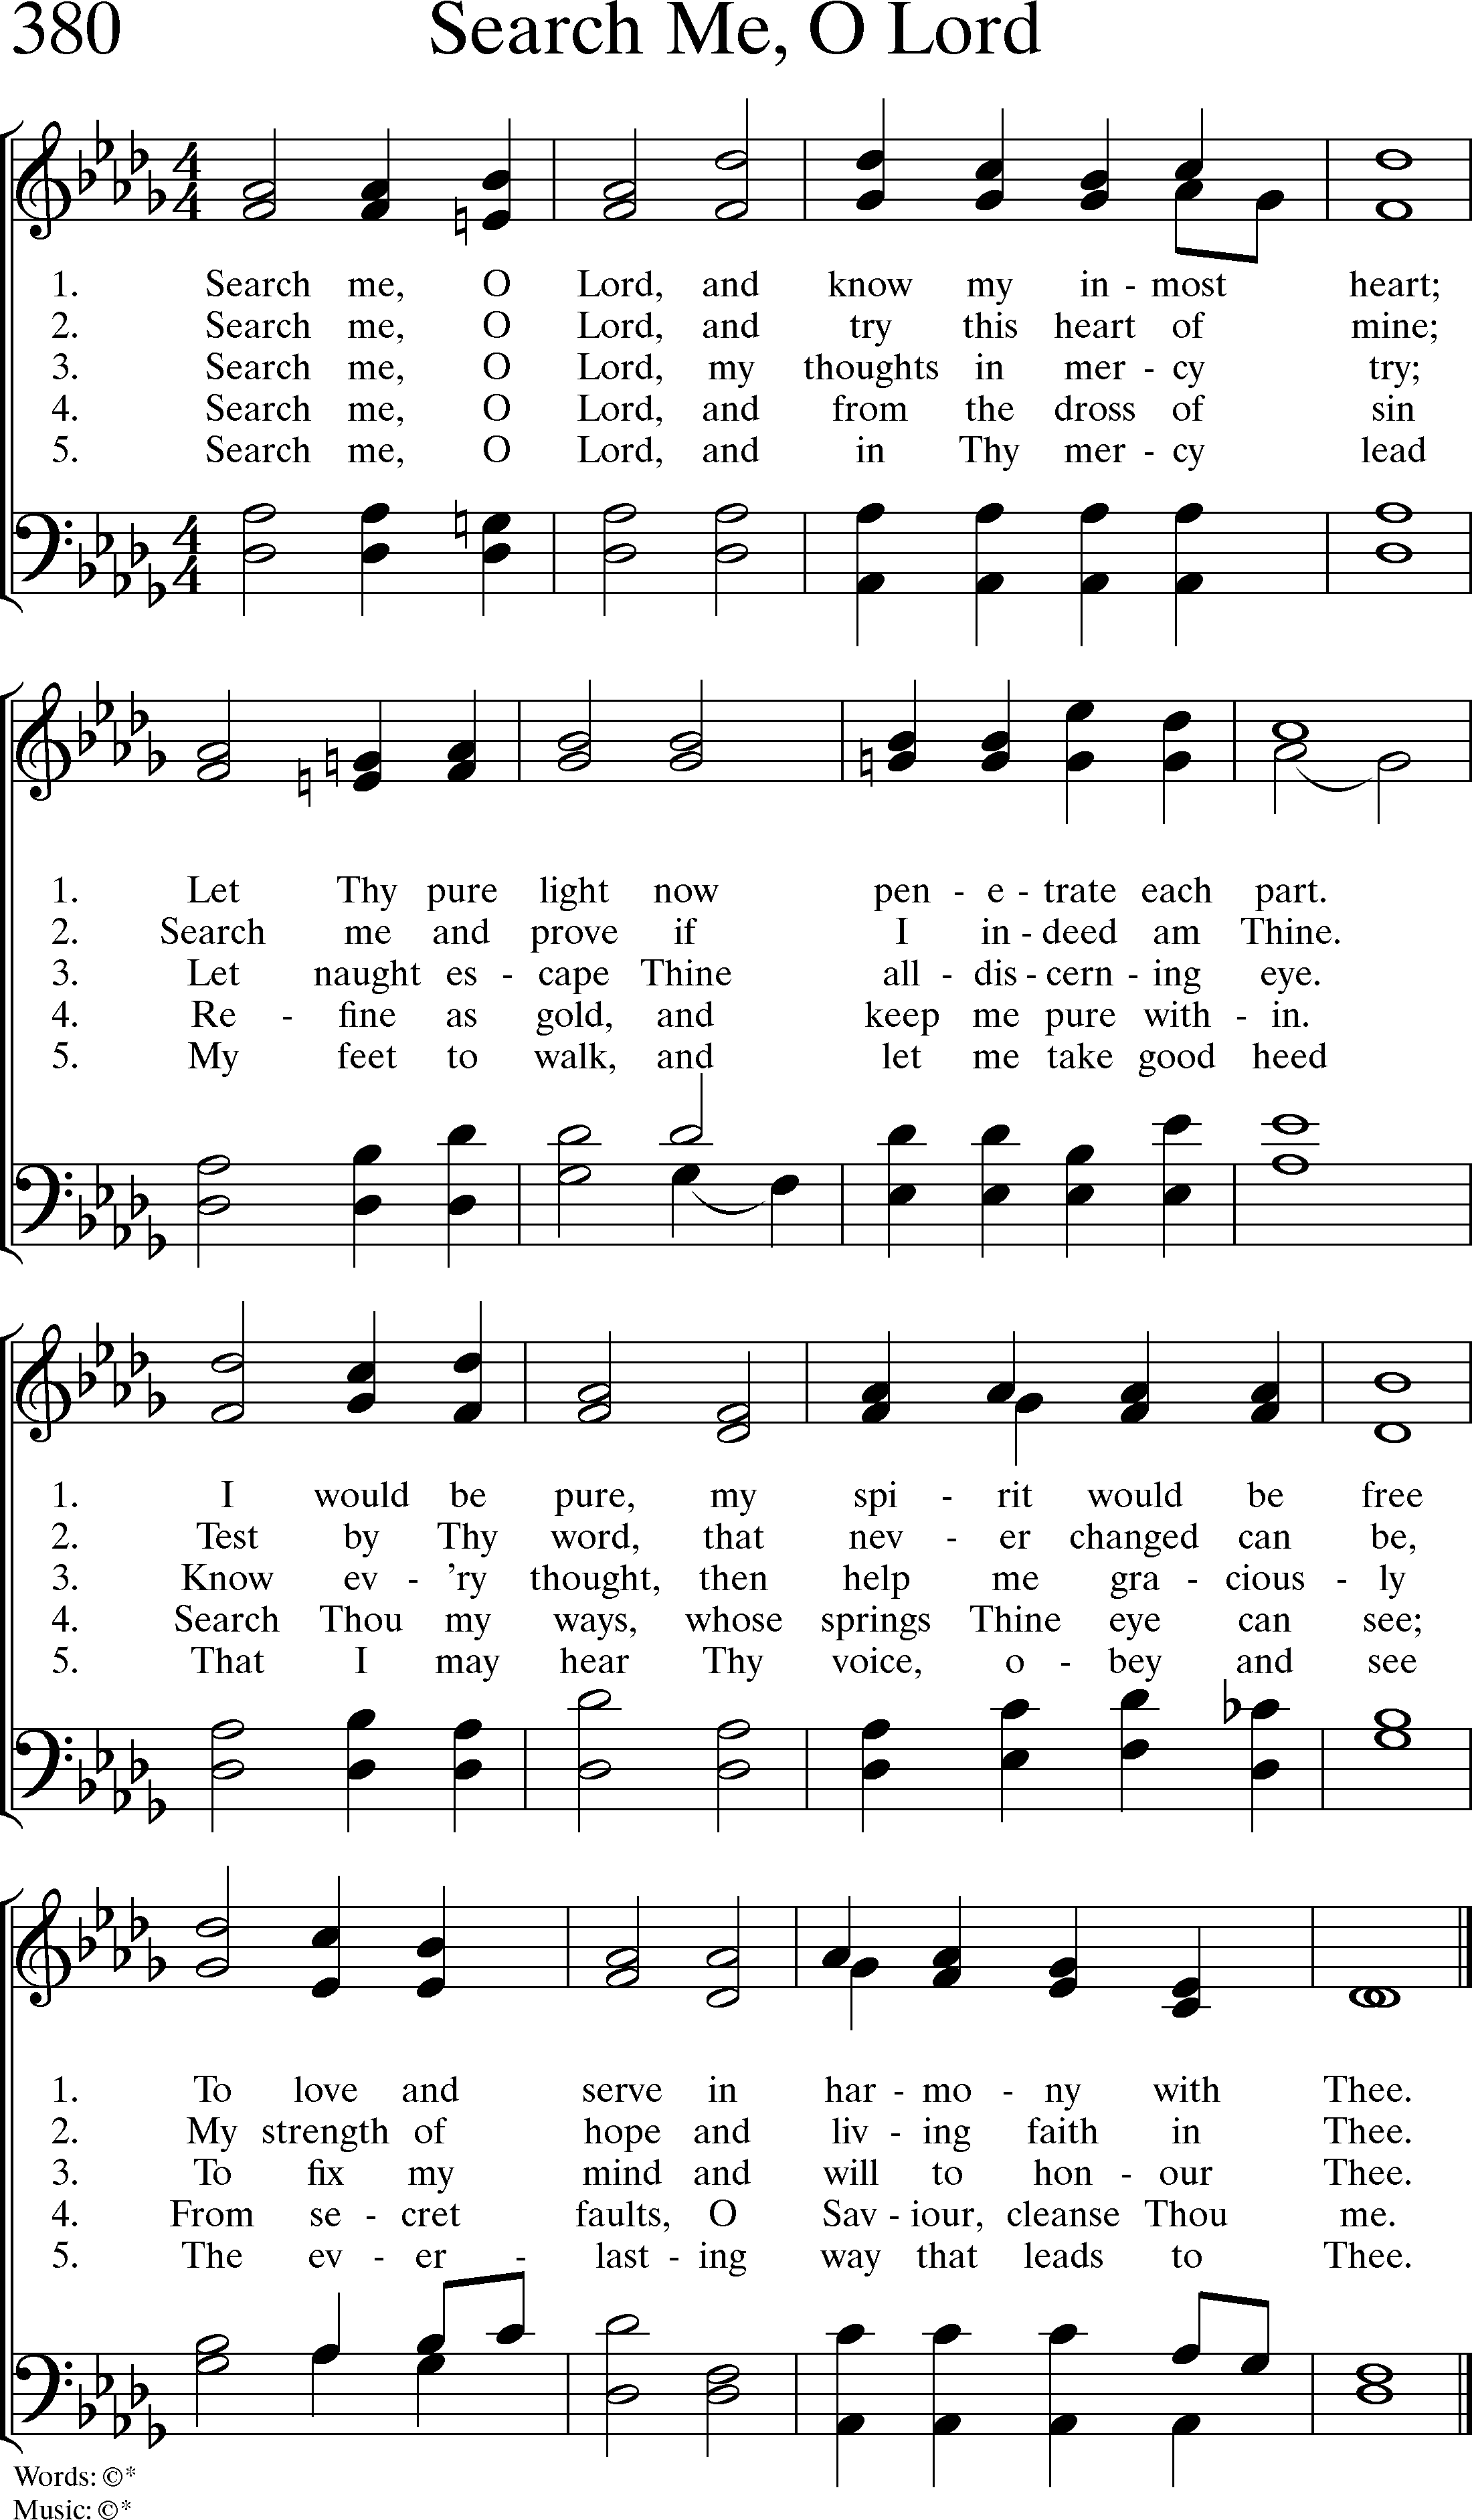 380 Search Me, O Lord
4 4
1. Search me, O Lord, and know my in - most heart;
2. Search me, O Lord, and try this heart of mine;
3. Search me, O Lord, my thoughts in mer - cy try;
4. Search me, O Lord, and from the dross of sin
5. Search me, O Lord, and in Thy mer - cy lead
4 4
1. Let Thy pure light now pen - e - trate each part.
2. Search me and prove if I in - deed am Thine.
3. Let naught es - cape Thine all - dis - cern - ing eye.
4. Re - fine as gold, and keep me pure with - in.
5. My feet to walk, and let me take good heed
1. I would be pure, my spi - rit would be free
2. Test by Thy word, that nev - er changed can be,
3. Know ev - 'ry thought, then help me gra - cious - ly
4. Search Thou my ways, whose springs Thine eye can see;
5. That I may hear Thy voice, o - bey and see
1. To love and serve in har - mo - ny with Thee.
2. My strength of hope and liv - ing faith in Thee.
3. To fix my mind and will to hon - our Thee.
4. From se - cret faults, O Sav - iour, cleanse Thou me.
5. The ev - er - last - ing way that leads to Thee.
Words: ©*
Music: ©*